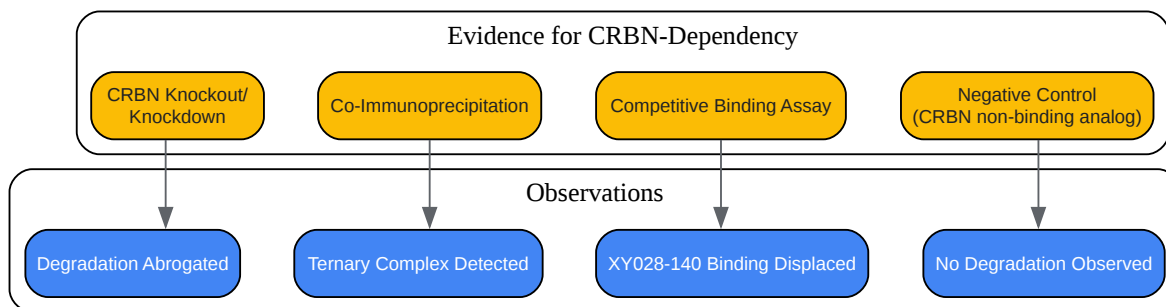 Evidence for CRBN-Dependency
CRBN Knockout/
Knockdown
Co-Immunoprecipitation
Competitive Binding Assay
Negative Control
(CRBN non-binding analog)
Observations
Degradation Abrogated
Ternary Complex Detected
XY028-140 Binding Displaced
No Degradation Observed